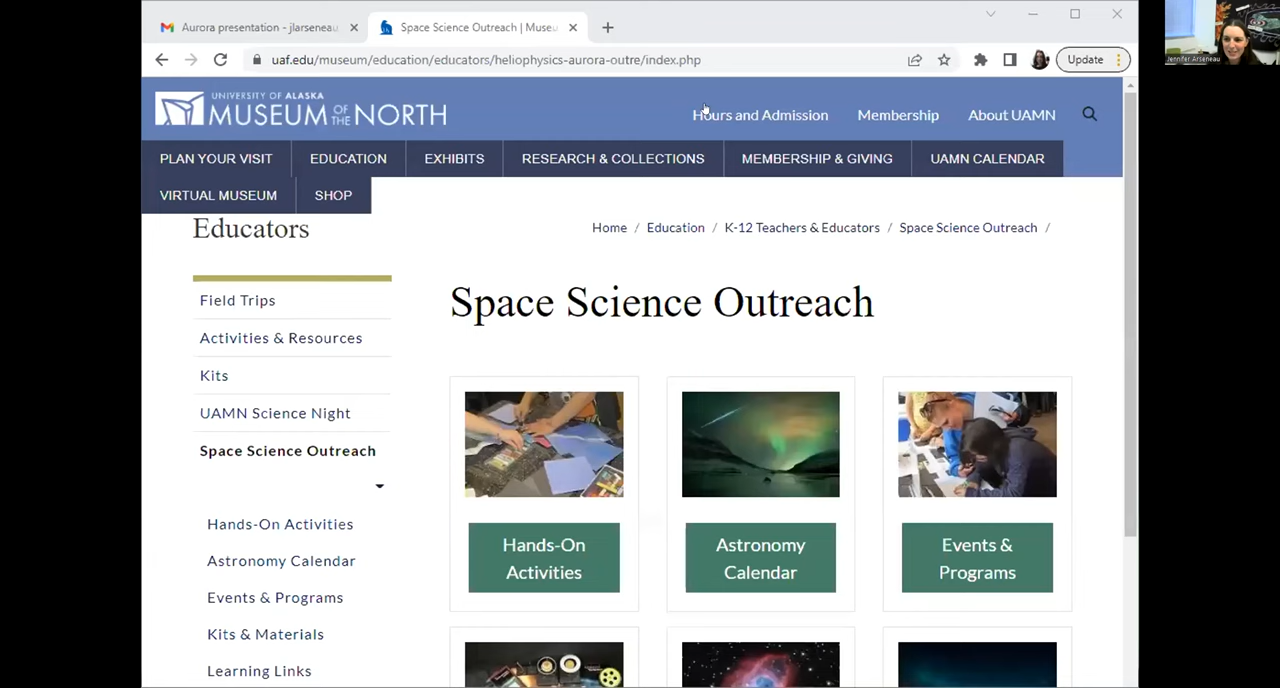 Aurora presentation - jlarseneau
Space Science Outreach | Museu
uaf.edu/museum/education/educators/heliophysics-aurora-outre/index.php
Update
Jennifer Arseneau
UNIVERSITY OF ALASKA
MUSEUM OF THE NORTH
Hours and Admission
Membership
About UAMN
PLAN YOUR VISIT
EDUCATION
EXHIBITS
RESEARCH & COLLECTIONS
MEMBERSHIP & GIVING
UAMN CALENDAR
VIRTUAL MUSEUM
SHOP
Educators
Home / Education / K-12 Teachers & Educators / Space Science Outreach /
Field Trips
Activities & Resources
Kits
UAMN Science Night
Space Science Outreach
Hands-On Activities
Astronomy Calendar
Events & Programs
Kits & Materials
Learning Links
Space Science Outreach
Hands-On
Activities
Astronomy
Calendar
Events &
Programs